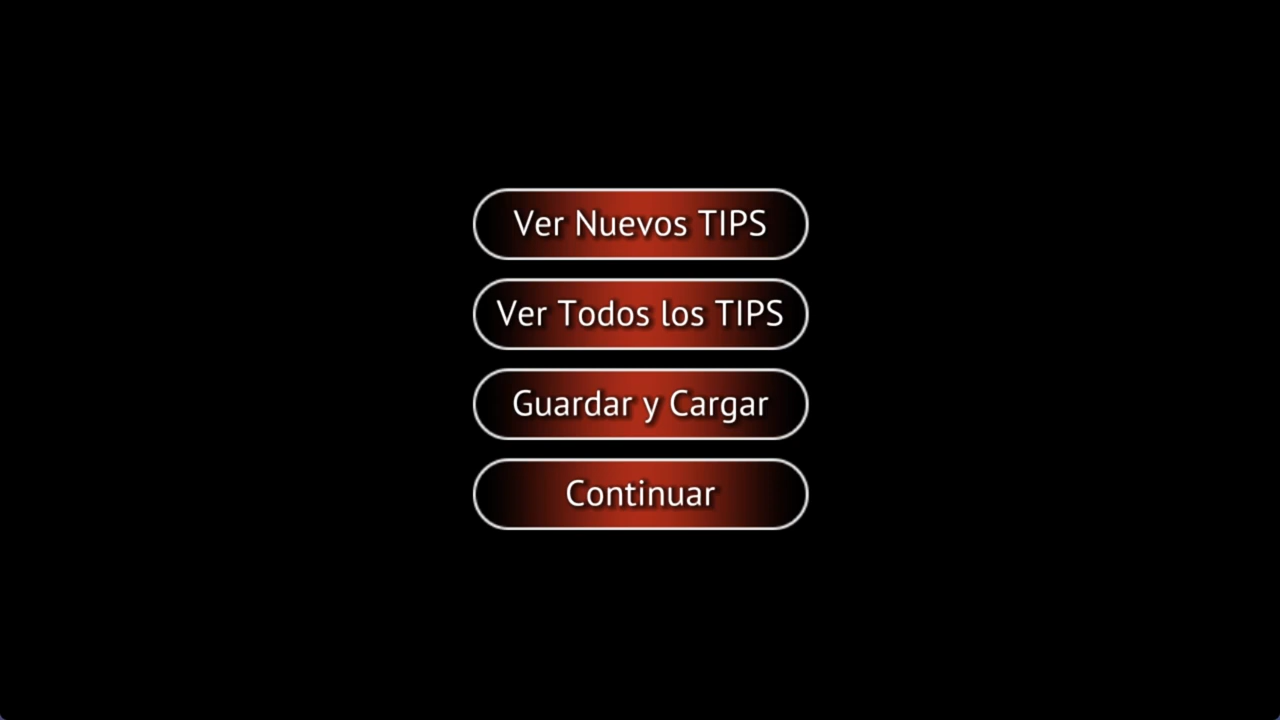 Ver Nuevos TIPS
Ver Todos los TIPS
Guardar y Cargar
Continuar